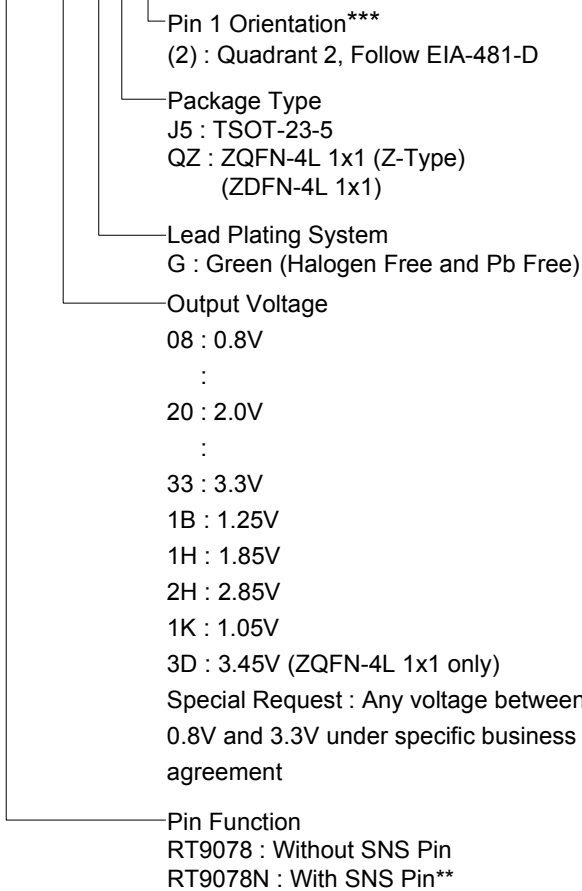 Pin 1 Orientation***
(2) : Quadrant 2, Follow EIA-481-D
Package Type
J5 : TSOT-23-5
QZ : ZQFN-4L 1x1 (Z-Type)
(ZDFN-4L 1x1)
Lead Plating System
G : Green (Halogen Free and Pb Free)
Output Voltage
08 : 0.8V
:
20 : 2.0V
:
33 : 3.3V
1B : 1.25V
1H : 1.85V
2H : 2.85V
1K : 1.05V
3D : 3.45V (ZQFN-4L 1x1 only)
Special Request : Any voltage between
0.8V and 3.3V under specific business
agreement
Pin Function
RT9078 : Without SNS Pin
RT9078N : With SNS Pin**